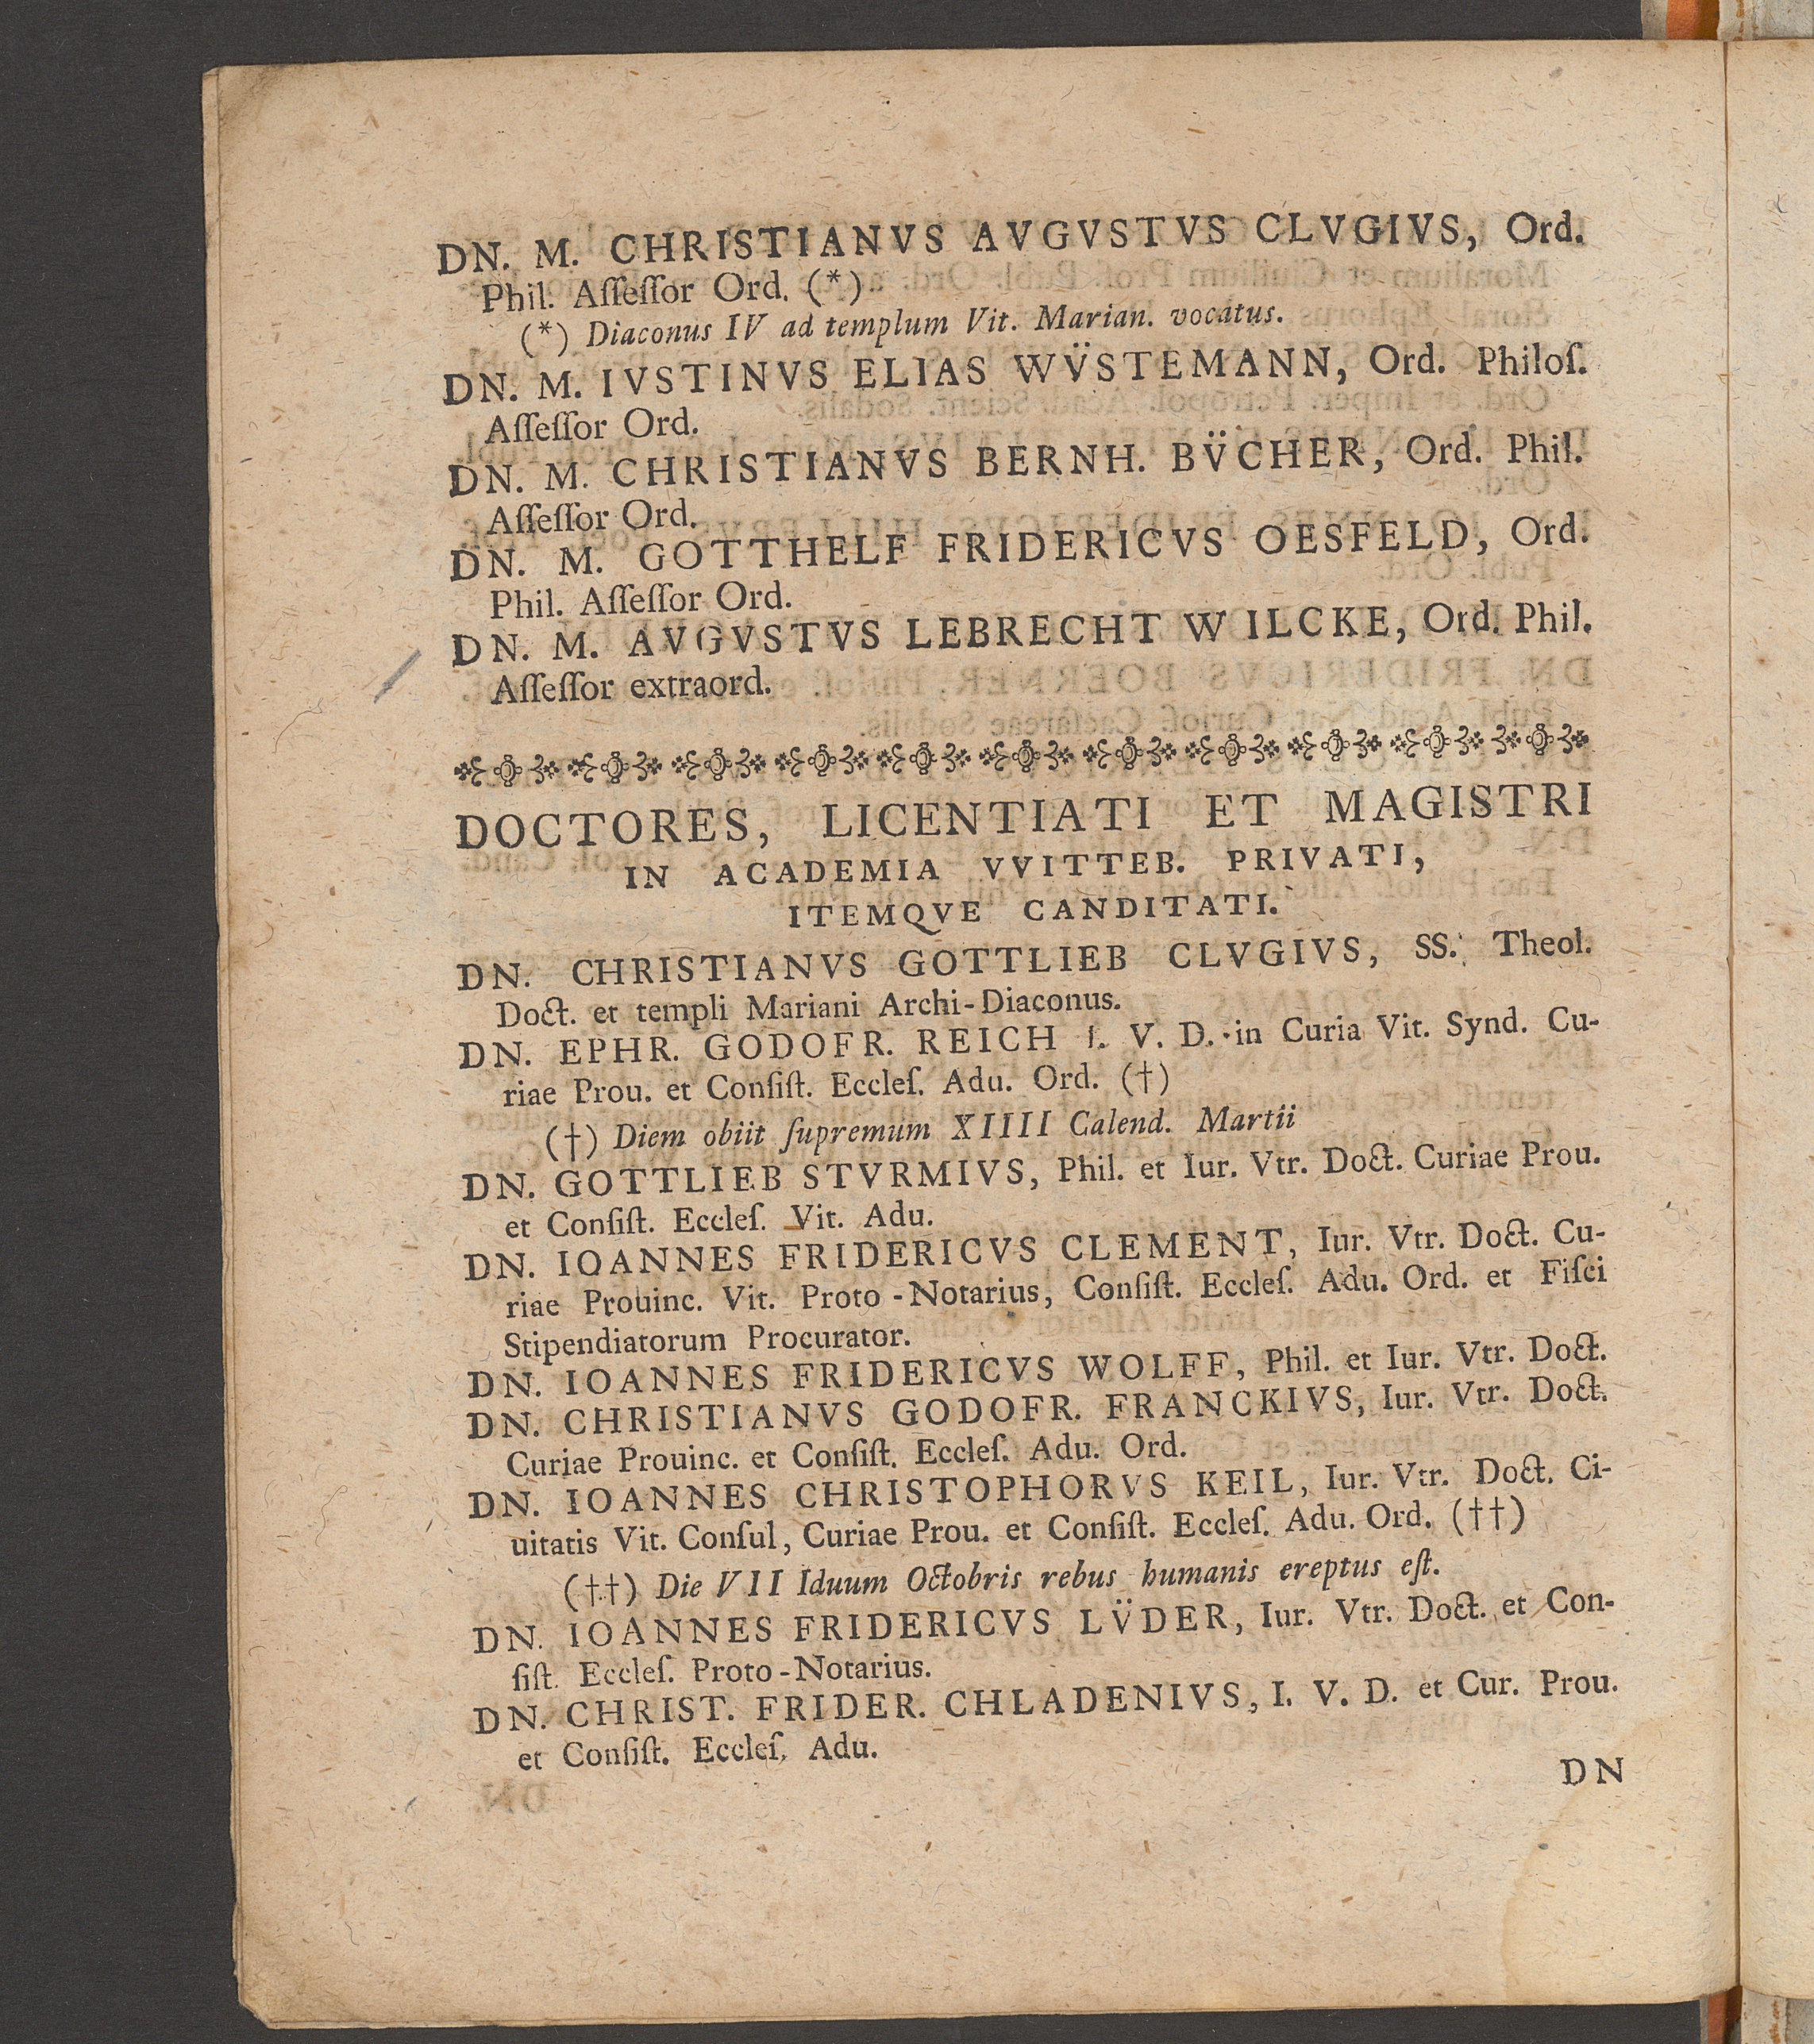 DN. M. CHRISTIANVS AVGVSTVS CLVGIVS, Ord.
Phil. Aſſeſſor Ord. (*)
(*) Diaconus IV ad templum Vit. Marian. vocatus.
DN. M. IVSTINVS ELIAS WV̈STEMANN, Ord. Philoſ.
Aſſeſſor Ord.
DN. M. CHRISTIANVS BERNH. BV̈CHER, Ord. Phil.
Aſſeſſor Ord.
DN. M. GOTTHELF FRIDERICVS OESFELD, Ord.
Phil. Aſſeſſor Ord.
DN. M. AVGVSTVS LEBRECHT WILCKE, Ord. Phil.
Aſſeſſor extraord.
DOCTORES, LICENTIATI ET MAGISTRI
IN ACADEMIA VVITTEB. PRIVATI,
ITEMQVE CANDITATI.
DN. CHRISTIANVS GOTTLIEB CLVGIVS, SS. Theol.
Doct. et templi Mariani Archi-Diaconus.
DN. EPHR. GODOFR. REICH I. V. D. in Curia Vit. Synd. Cu-
riae Prou. et Conſiſt. Eccleſ. Adu. Ord. (†)
(†) Diem obiit ſupremum XIIII Calend. Martii
DN. GOTTLIEB STVRMIVS, Phil. et Iur. Vtr. Doct. Curiae Prou.
et Conſiſt. Eccleſ. Vit. Adu.
DN. IOANNES FRIDERICVS CLEMENT, Iur. Vtr. Doct. Cu-
riae Prouinc. Vit. Proto-Notarius, Conſiſt. Eccleſ. Adu. Ord. et Fiſci
Stipendiatorum Procurator.
DN. IOANNES FRIDERICVS WOLFF, Phil. et Iur. Vtr. Doct.
DN. CHRISTIANVS GODOFR. FRANCKIVS, Iur. Vtr. Doct.
Curiae Prouinc. et Conſiſt. Eccleſ. Adu. Ord.
DN. IOANNES CHRISTOPHORVS KEIL, Iur. Vtr. Doct. Ci-
uitatis Vit. Conſul, Curiae Prou. et Conſiſt. Eccleſ. Adu. Ord. (††)
(††) Die VII Iduum Octobris rebus humanis ereptus eſt.
DN. IOANNES FRIDERICVS LV̈DER, Iur. Vtr. Doct. et Con-
ſiſt. Eccleſ. Proto-Notarius.
DN. CHRIST. FRIDER. CHLADENIVS, I. V. D. et Cur. Prou.
et Conſiſt. Eccleſ. Adu.
DN